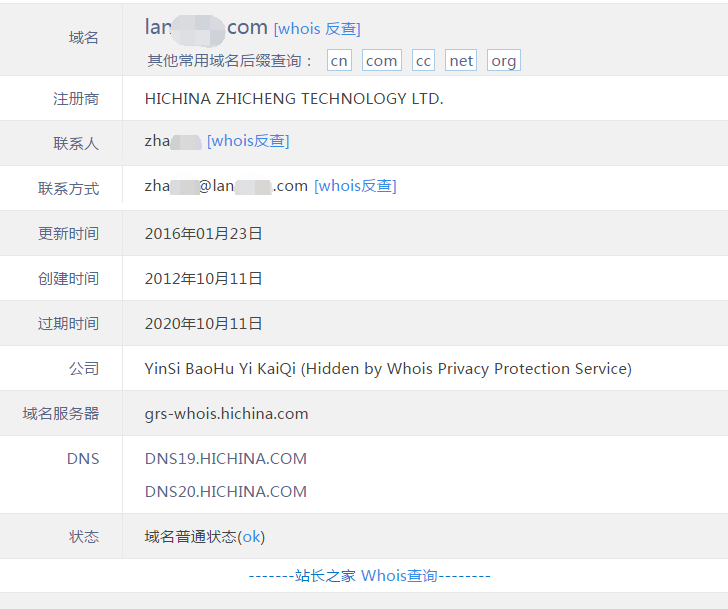 域名 lan com [whois 反查]
其他常用域名后缀查询： cn com cc net org
注册商 HICHINA ZHICHENG TECHNOLOGY LTD.
联系人 zha [whois反查]
联系方式 zha @lan .com [whois反查]
更新时间 2016年01月23日
创建时间 2012年10月11日
过期时间 2020年10月11日
公司 YinSi BaoHu Yi KaiQi (Hidden by Whois Privacy Protection Service)
域名服务器 grs-whois.hichina.com
DNS DNS19.HICHINA.COM
DNS20.HICHINA.COM
状态 域名普通状态(ok)
-------站长之家 Whois查询--------